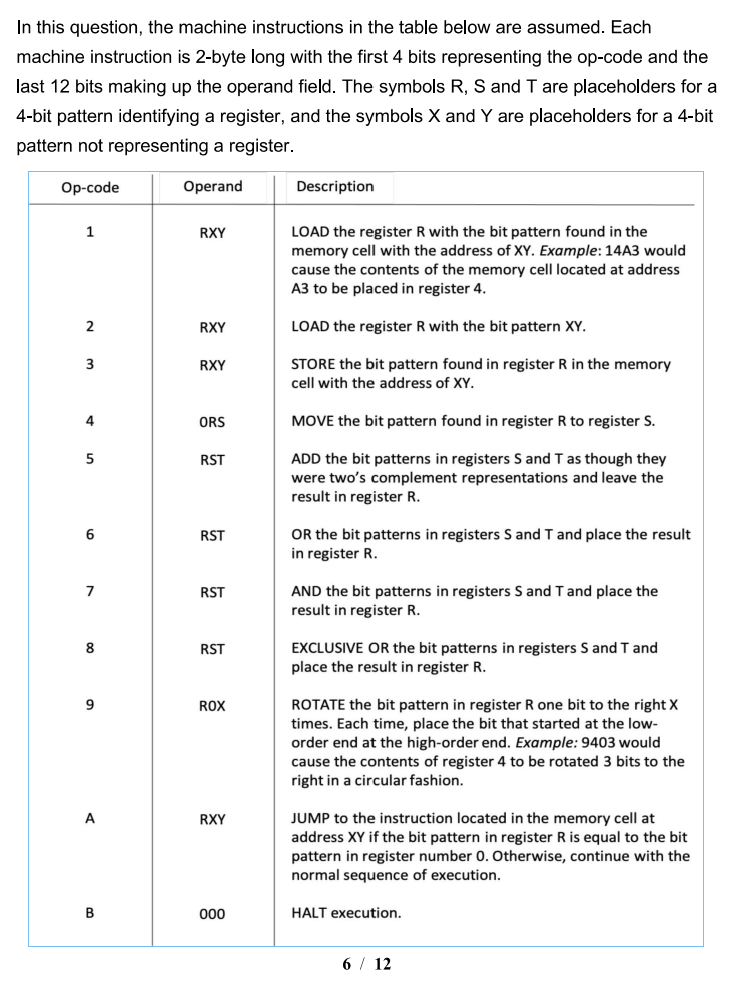 In this question, the machine instructions in the table below are assumed. Each
machine instruction is 2-byte long with the first 4 bits representing the op-code and the
last 12 bits making up the operand field. The symbols R, S and T are placeholders for a
4-bit pattern identifying a register, and the symbols X and Y are placeholders for a 4-bit
pattern not representing a register.
Op-code Operand Description
1 RXY LOAD the register R with the bit pattern found in the
memory cell with the address of XY. Example: 14A3 would
cause the contents of the memory cell located at address
A3 to be placed in register 4.
2 RXY LOAD the register R with the bit pattern XY.
3 RXY STORE the bit pattern found in register R in the memory
cell with the address of XY.
4 0RS MOVE the bit pattern found in register R to register S.
5 RST ADD the bit patterns in registers S and T as though they
were two's complement representations and leave the
result in register R.
6 RST OR the bit patterns in registers S and T and place the result
in register R.
7 RST AND the bit patterns in registers S and T and place the
result in register R.
8 RST EXCLUSIVE OR the bit patterns in registers S and T and
place the result in register R.
9 R0X ROTATE the bit pattern in register R one bit to the right X
times. Each time, place the bit that started at the low-
order end at the high-order end. Example: 9403 would
cause the contents of register 4 to be rotated 3 bits to the
right in a circular fashion.
A RXY JUMP to the instruction located in the memory cell at
address XY if the bit pattern in register R is equal to the bit
pattern in register number 0. Otherwise, continue with the
normal sequence of execution.
B 000 HALT execution.
6 / 12